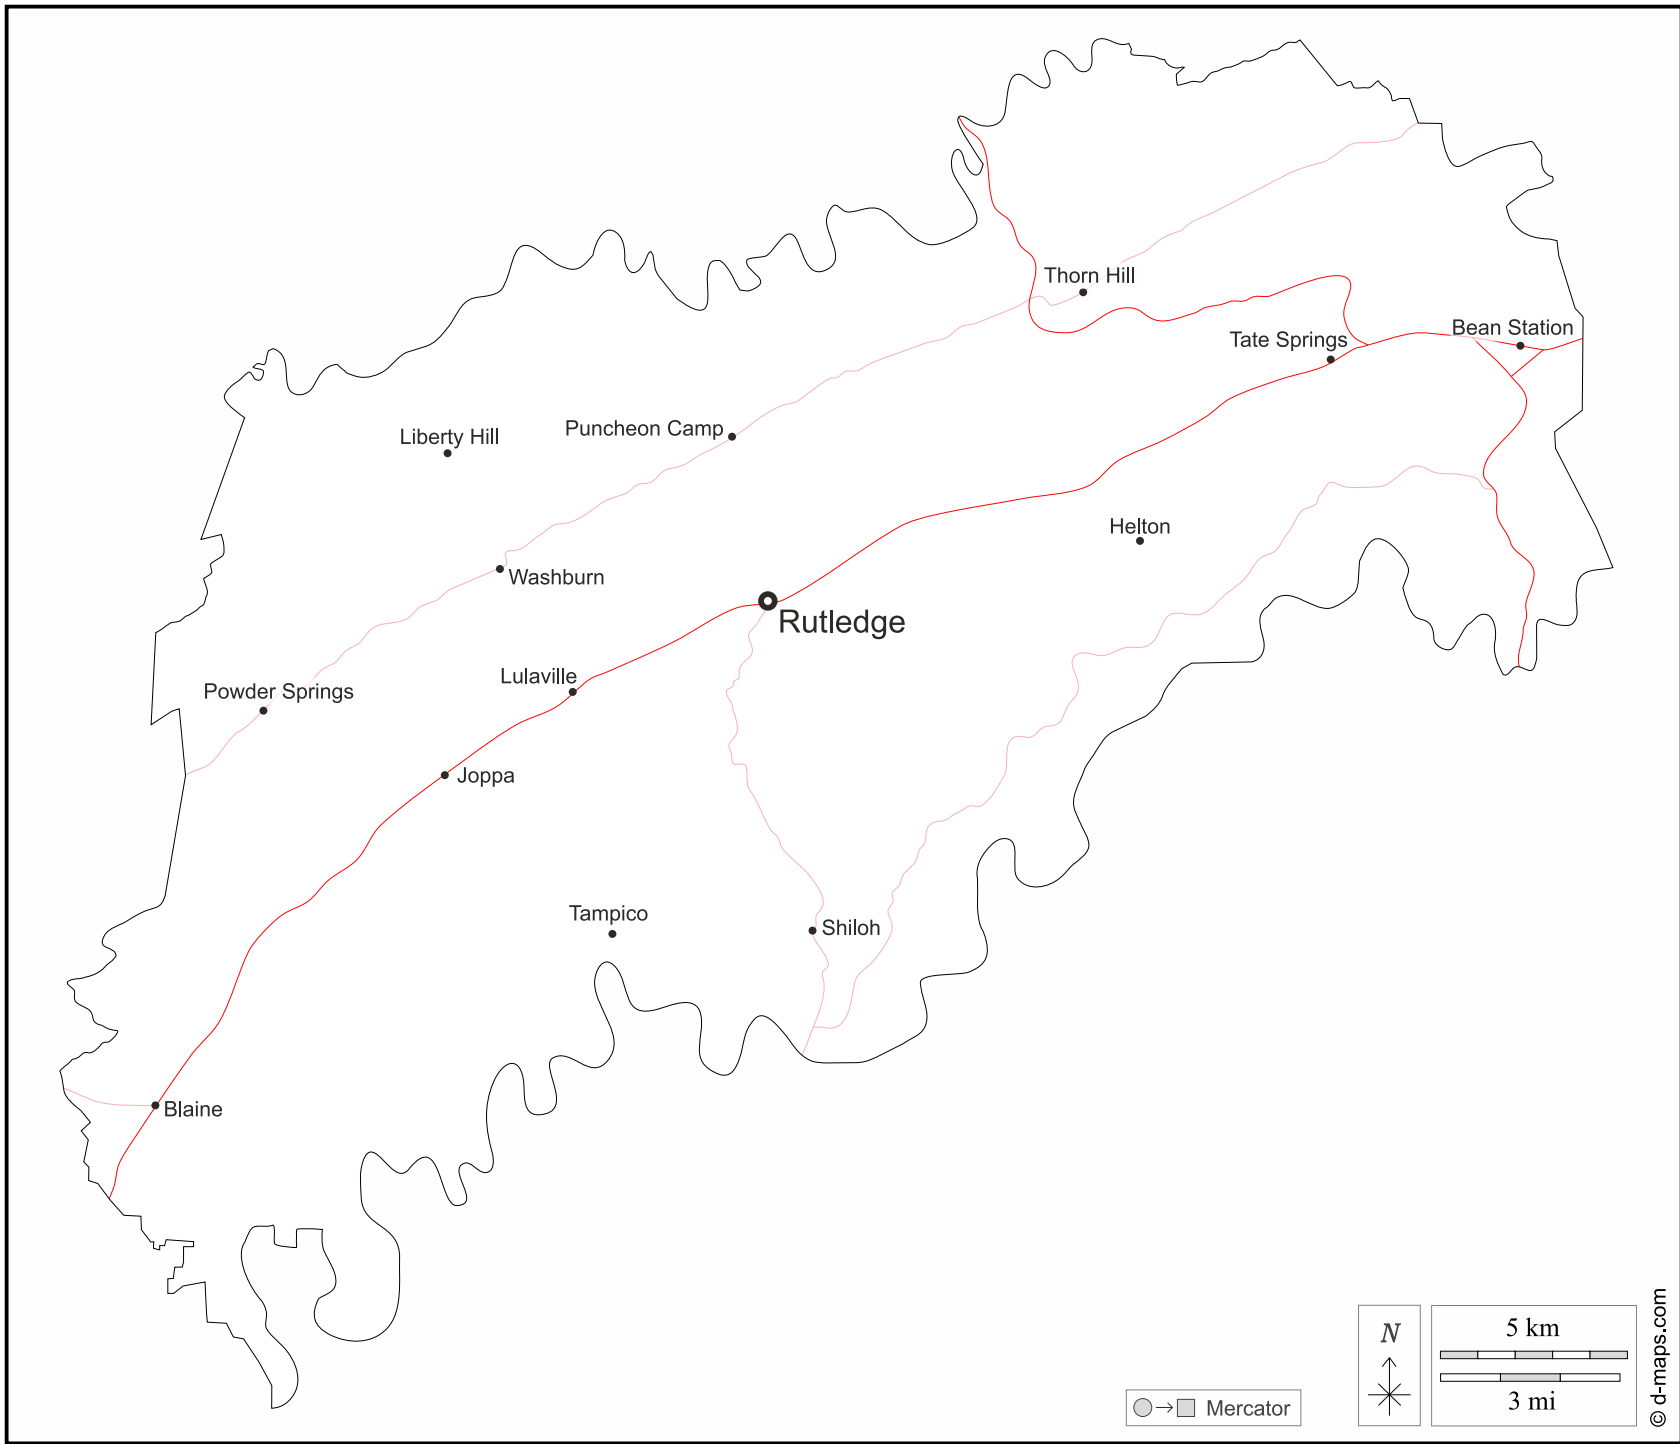 Thorn Hill
Bean Station
Tate Springs
Puncheon Camp
Liberty Hill
Helton
Washburn
Rutledge
Lulaville
Powder Springs
Joppa
Tampico
Shiloh
Blaine
N
5 km
3 mi
Mercator
© d-maps.com